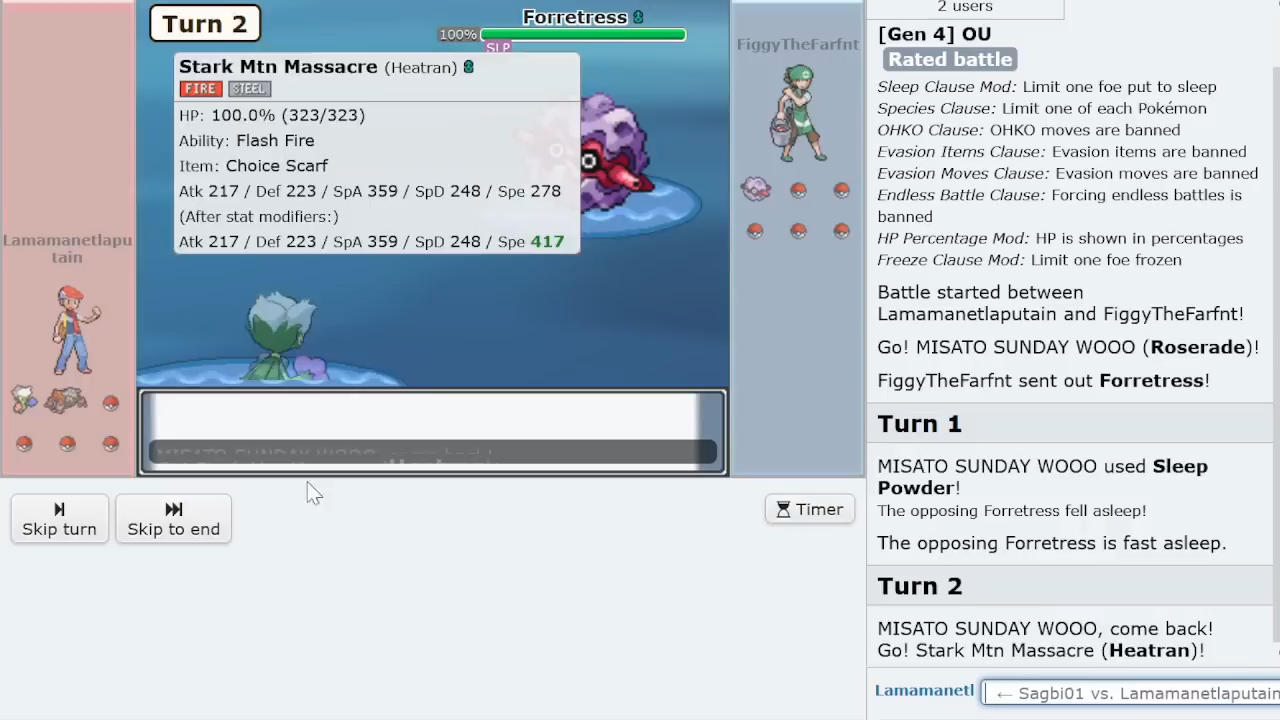 Turn 2
Forretress
100%
SLP
Stark Mtn Massacre (Heatran)
FIRE STEEL
HP: 100.0% (323/323)
Ability: Flash Fire
Item: Choice Scarf
Atk 217 / Def 223 / SpA 359 / SpD 248 / Spe 278
(After stat modifiers:)
Atk 217 / Def 223 / SpA 359 / SpD 248 / Spe 417
Lamamanetlapu
tain
FiggyTheFarfnt
MISATO SUNDAY WOOO, come back!
Skip turn
Skip to end
Timer
2 users
[Gen 4] OU
Rated battle
Sleep Clause Mod: Limit one foe put to sleep
Species Clause: Limit one of each Pokémon
OHKO Clause: OHKO moves are banned
Evasion Items Clause: Evasion items are banned
Evasion Moves Clause: Evasion moves are banned
Endless Battle Clause: Forcing endless battles is
banned
HP Percentage Mod: HP is shown in percentages
Freeze Clause Mod: Limit one foe frozen
Battle started between
Lamamanetlaputain and FiggyTheFarfnt!
Go! MISATO SUNDAY WOOO (Roserade)!
FiggyTheFarfnt sent out Forretress!
Turn 1
MISATO SUNDAY WOOO used Sleep
Powder!
The opposing Forretress fell asleep!
The opposing Forretress is fast asleep.
Turn 2
MISATO SUNDAY WOOO, come back!
Go! Stark Mtn Massacre (Heatran)!
Lamamanetl
← Sagbi01 vs. Lamamanetlaputain